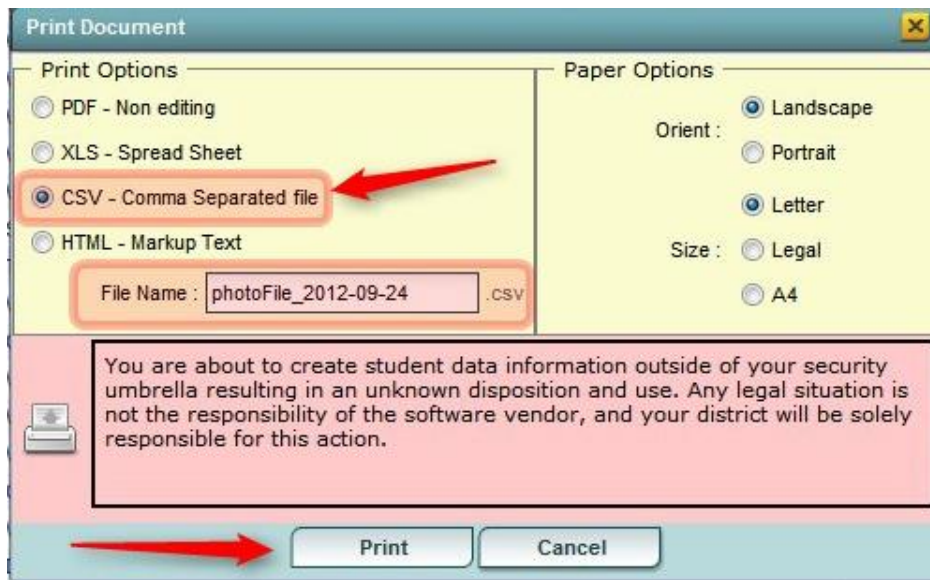 Print Document
Print Options
PDF - Non editing
XLS - Spread Sheet
CSV - Comma Separated file
HTML - Markup Text
File Name : photoFile_2012-09-24 .csv
Paper Options
Orient :
Landscape
Portrait
Size :
Letter
Legal
A4
You are about to create student data information outside of your security
umbrella resulting in an unknown disposition and use. Any legal situation is
not the responsibility of the software vendor, and your district will be solely
responsible for this action.
Print
Cancel